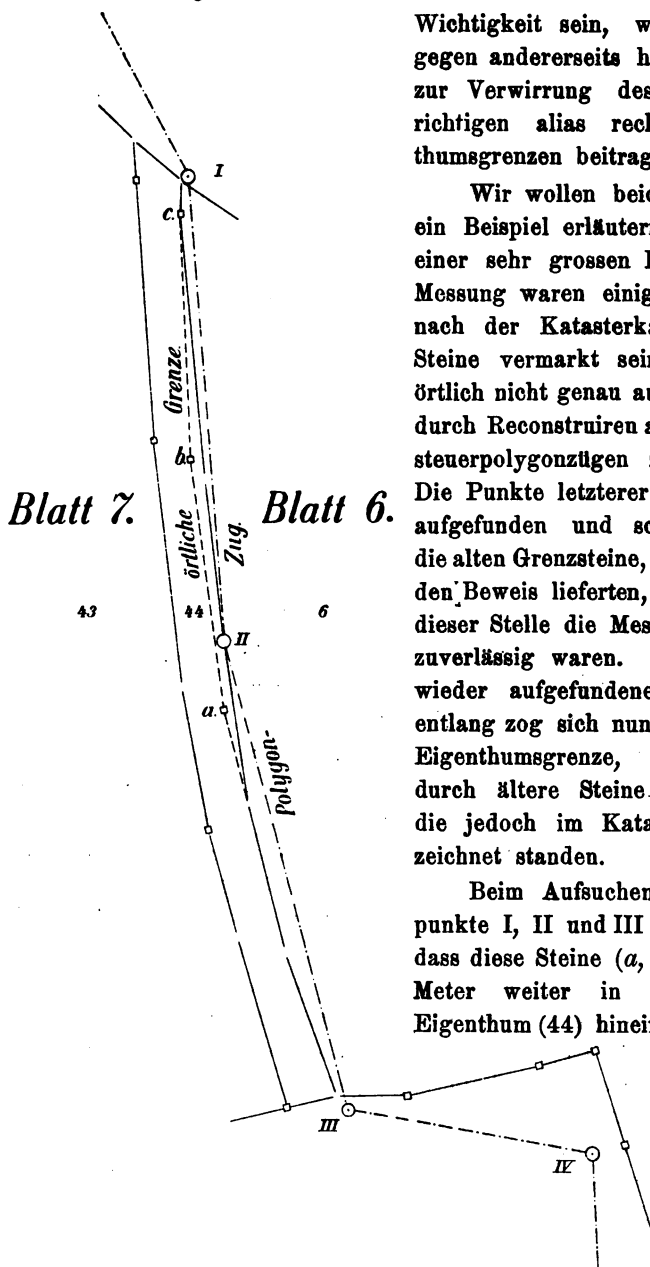 Wichtigkeit sein, w
gegen andererseits h
zur Verwirrung des
richtigen alias recl
thumsgrenzen beitrag
Wir wollen beid
ein Beispiel erläutern
einer sehr grossen
Messung waren einig
nach der Katasterka
Steine vermarkt sein
örtlich nicht genau au
durch Reconstruiren a
steuerpolygonzügen
Die Punkte letzterer
aufgefunden und so
die alten Grenzsteine,
den Beweis lieferten,
dieser Stelle die Mes
zuverlässig waren.
wieder aufgefundene
entlang zog sich nun
Eigenthumsgrenze,
durch ältere Steine
die jedoch im Kata
zeichnet standen.
Beim Aufsuchen
punkte I, II und III
dass diese Steine (a,
Meter weiter in
Eigenthum (44) hinein
I
c.
Grenze
b.
örtliche
Zug.
Blatt 7.
Blatt 6.
43
44
6
II
a.
Polygon-
III
IV